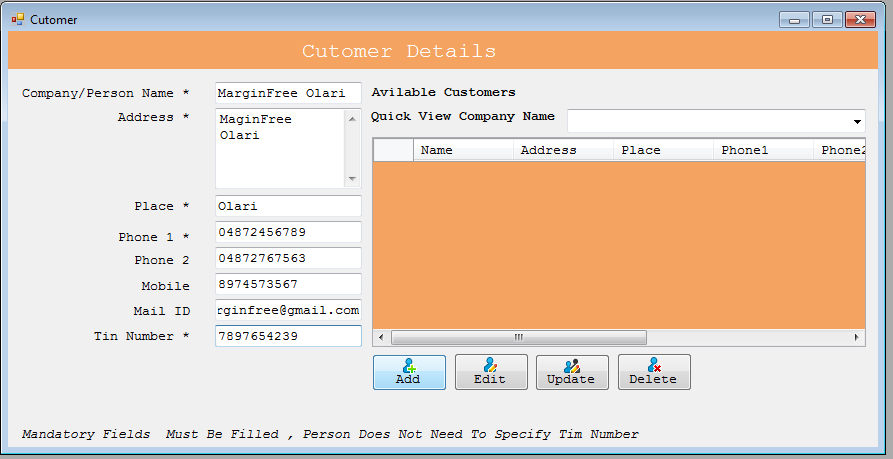 Cutomer
Cutomer Details
Company/Person Name * MarginFree Olari
Address * MaginFree
Olari
Place * Olari
Phone 1 * 04872456789
Phone 2 04872767563
Mobile 8974573567
Mail ID rginfree@gmail.com
Tin Number * 7897654239
Avilable Customers
Quick View Company Name
Name Address Place Phone1 Phone2
Add Edit Update Delete
Mandatory Fields Must Be Filled , Person Does Not Need To Specify Tim Number